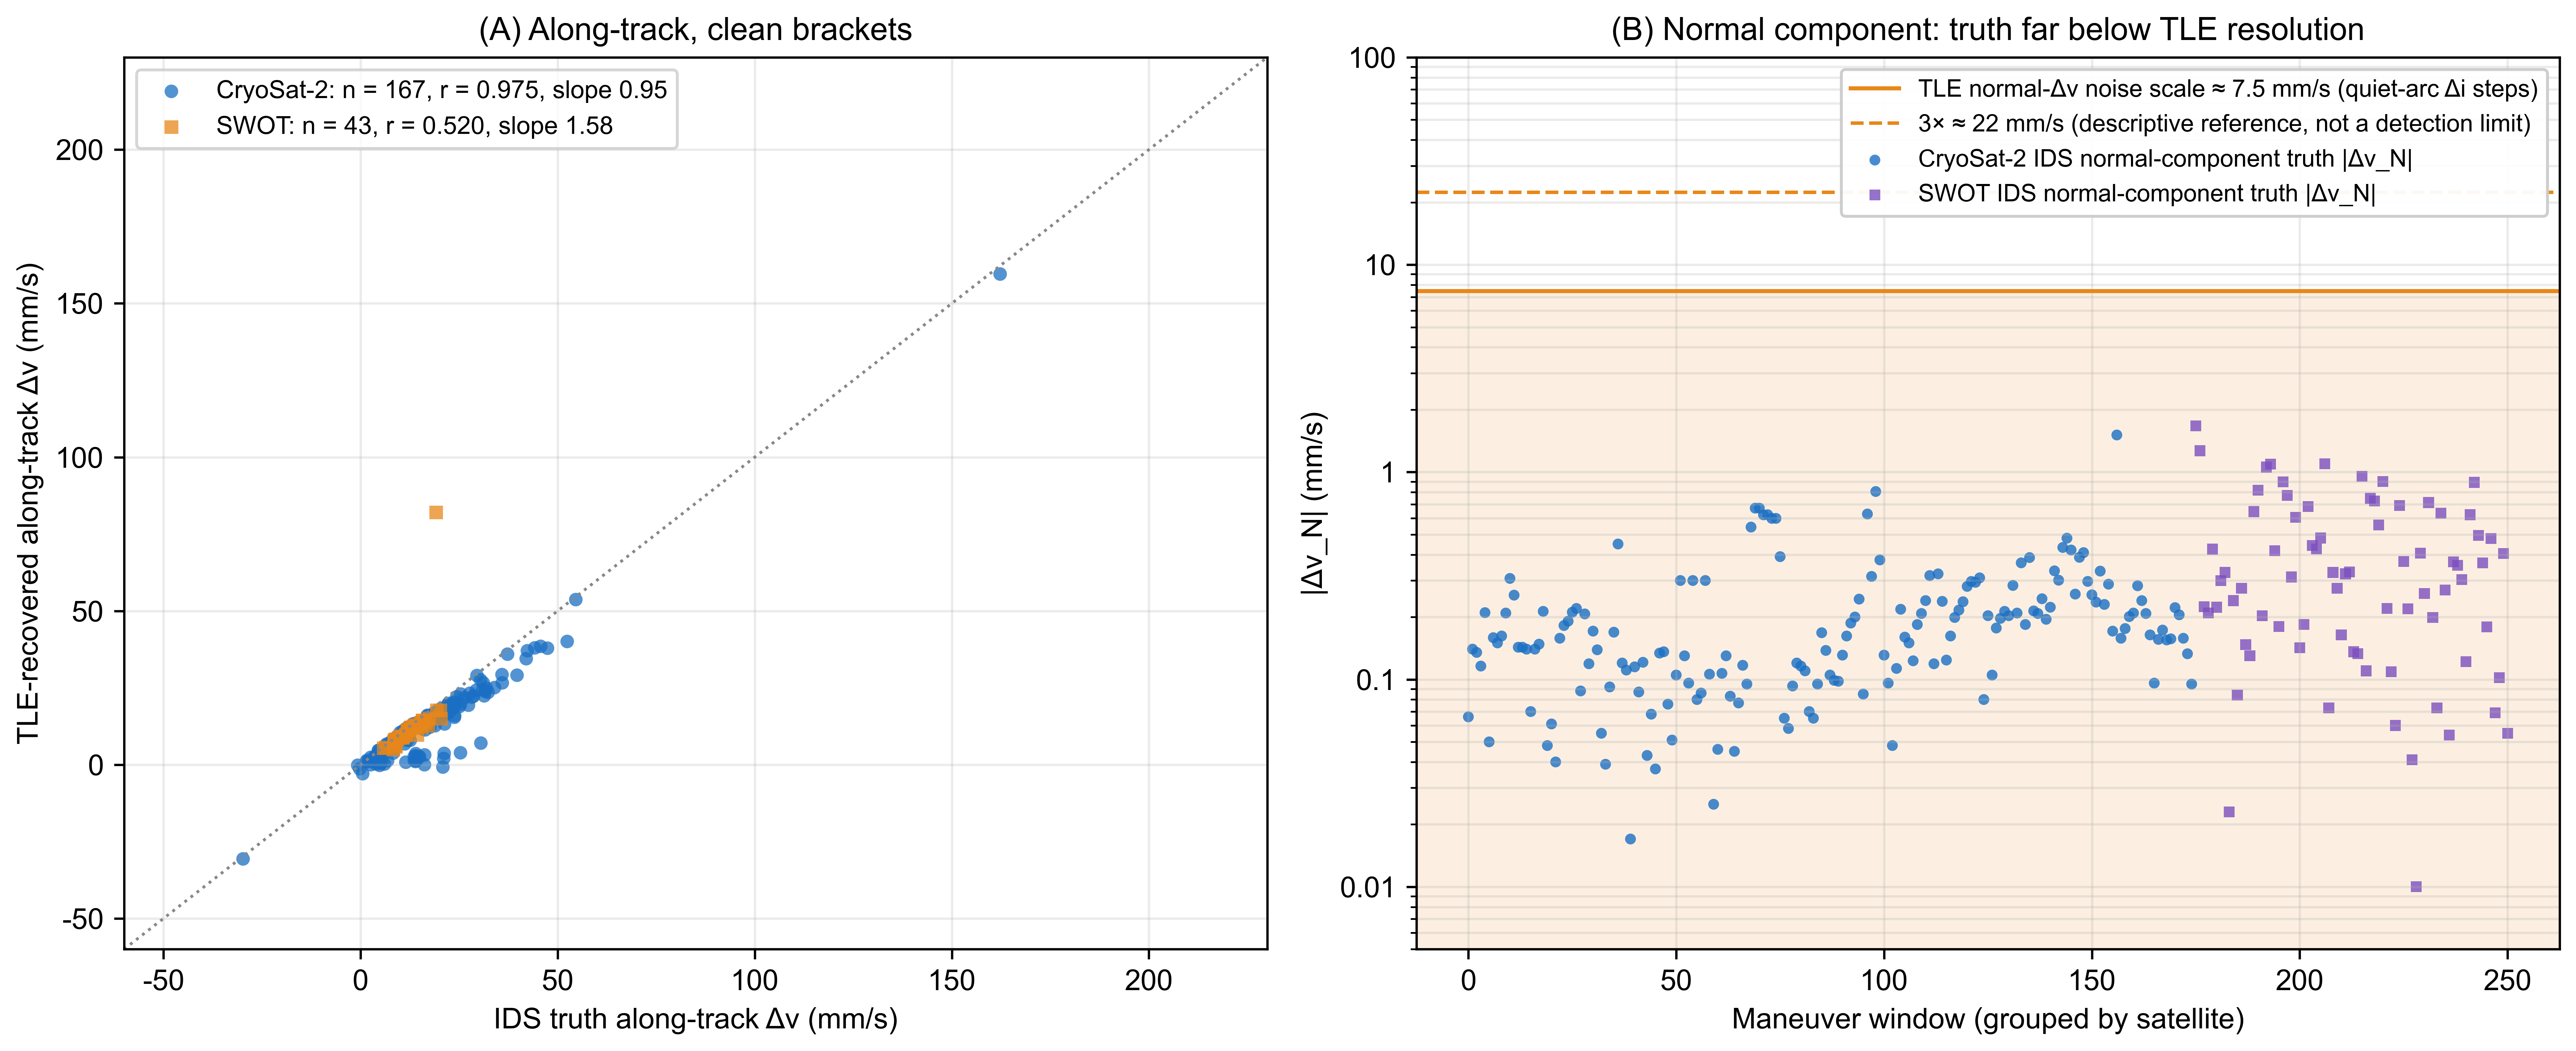 (A) Along-track, clean brackets
CryoSat-2: n = 167, r = 0.975, slope 0.95
SWOT: n = 43, r = 0.520, slope 1.58
TLE-recovered along-track Δv (mm/s)
200
150
100
50
0
-50
-50 0 50 100 150 200
IDS truth along-track Δv (mm/s)
(B) Normal component: truth far below TLE resolution
TLE normal-Δv noise scale ≈ 7.5 mm/s (quiet-arc Δi steps)
3× ≈ 22 mm/s (descriptive reference, not a detection limit)
CryoSat-2 IDS normal-component truth |Δv_N|
SWOT IDS normal-component truth |Δv_N|
|Δv_N| (mm/s)
100
10
1
0.1
0.01
0 50 100 150 200 250
Maneuver window (grouped by satellite)